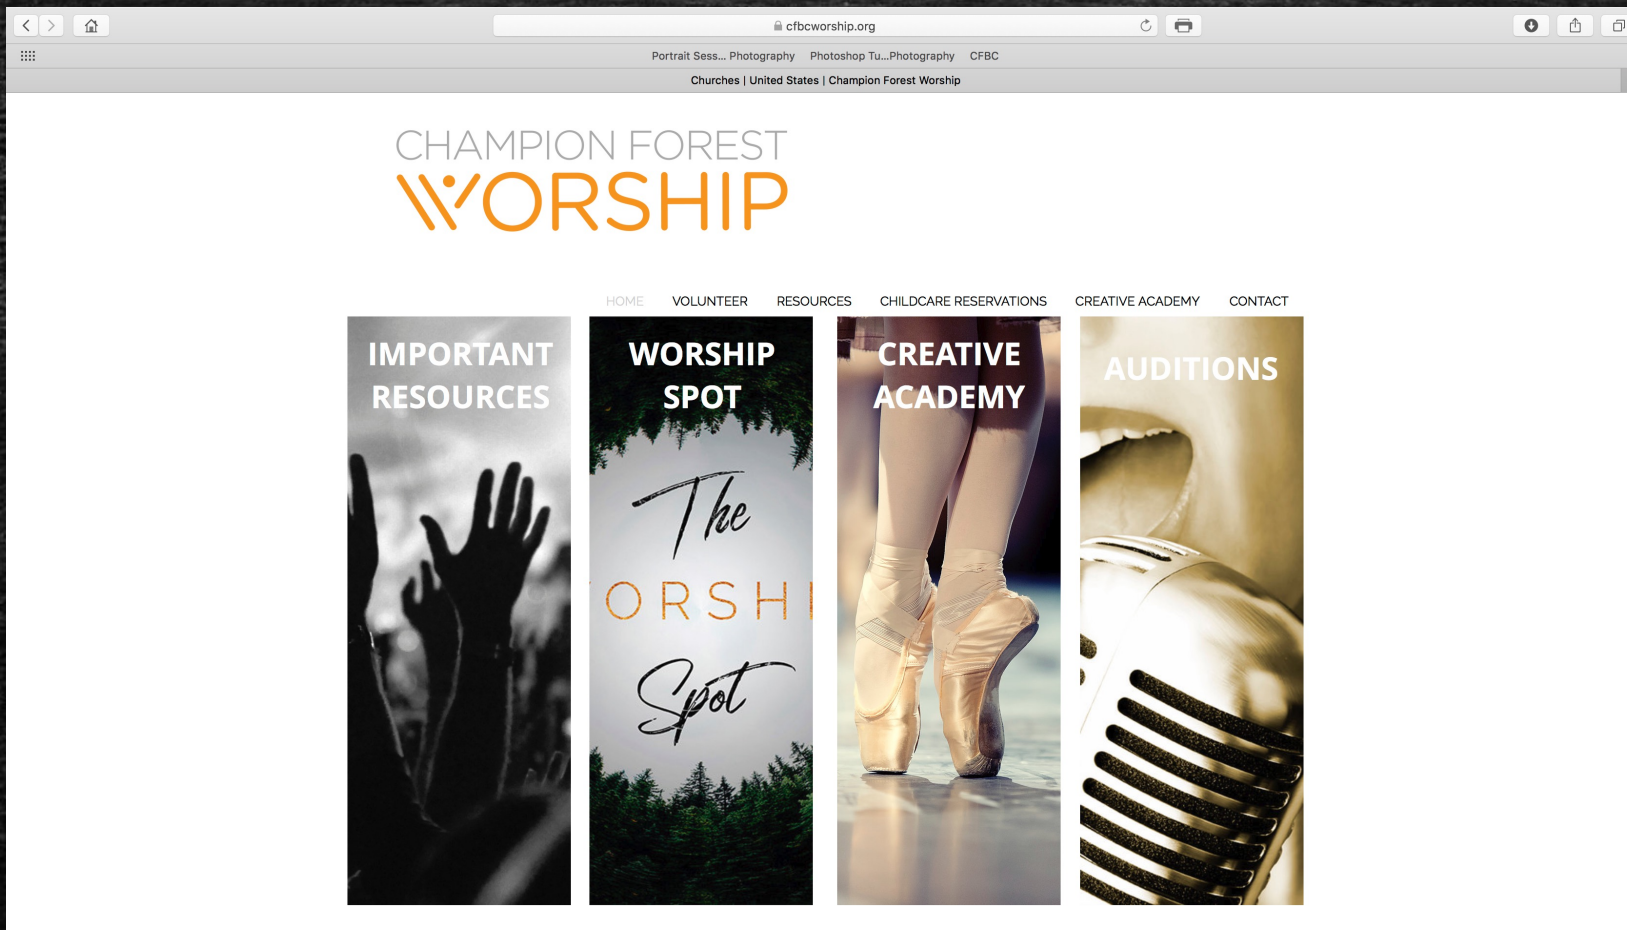 cfbcworship.org
Portrait Sess... Photography Photoshop Tu...Photography CFBC
Churches | United States | Champion Forest Worship
CHAMPION FOREST
WORSHIP
HOME VOLUNTEER RESOURCES CHILDCARE RESERVATIONS CREATIVE ACADEMY CONTACT
IMPORTANT
RESOURCES
WORSHIP
SPOT
The
ORSHI
Spot
CREATIVE
ACADEMY
AUDITIONS